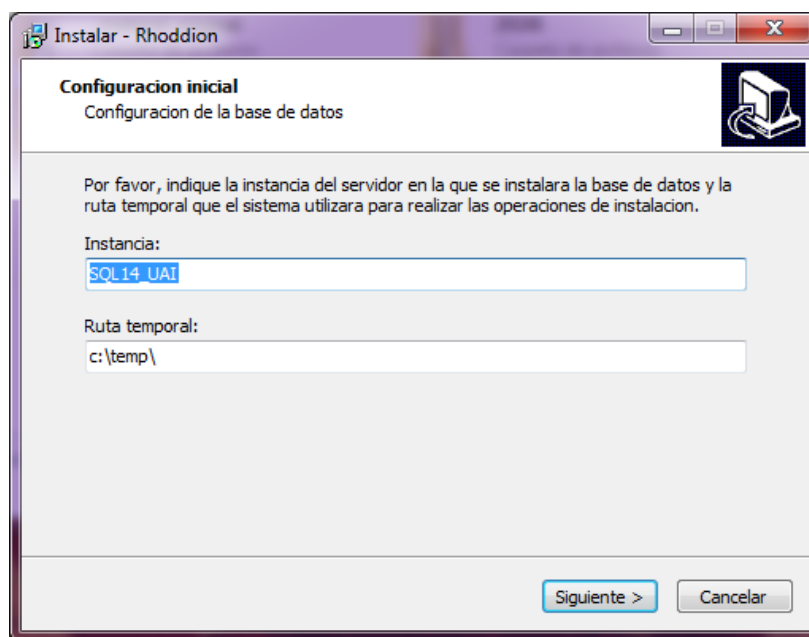 Instalar - Rhoddion
Configuracion inicial
Configuracion de la base de datos
Por favor, indique la instancia del servidor en la que se instalara la base de datos y la
ruta temporal que el sistema utilizara para realizar las operaciones de instalacion.
Instancia:
SQL14_UAI
Ruta temporal:
c:\temp\
Siguiente >
Cancelar